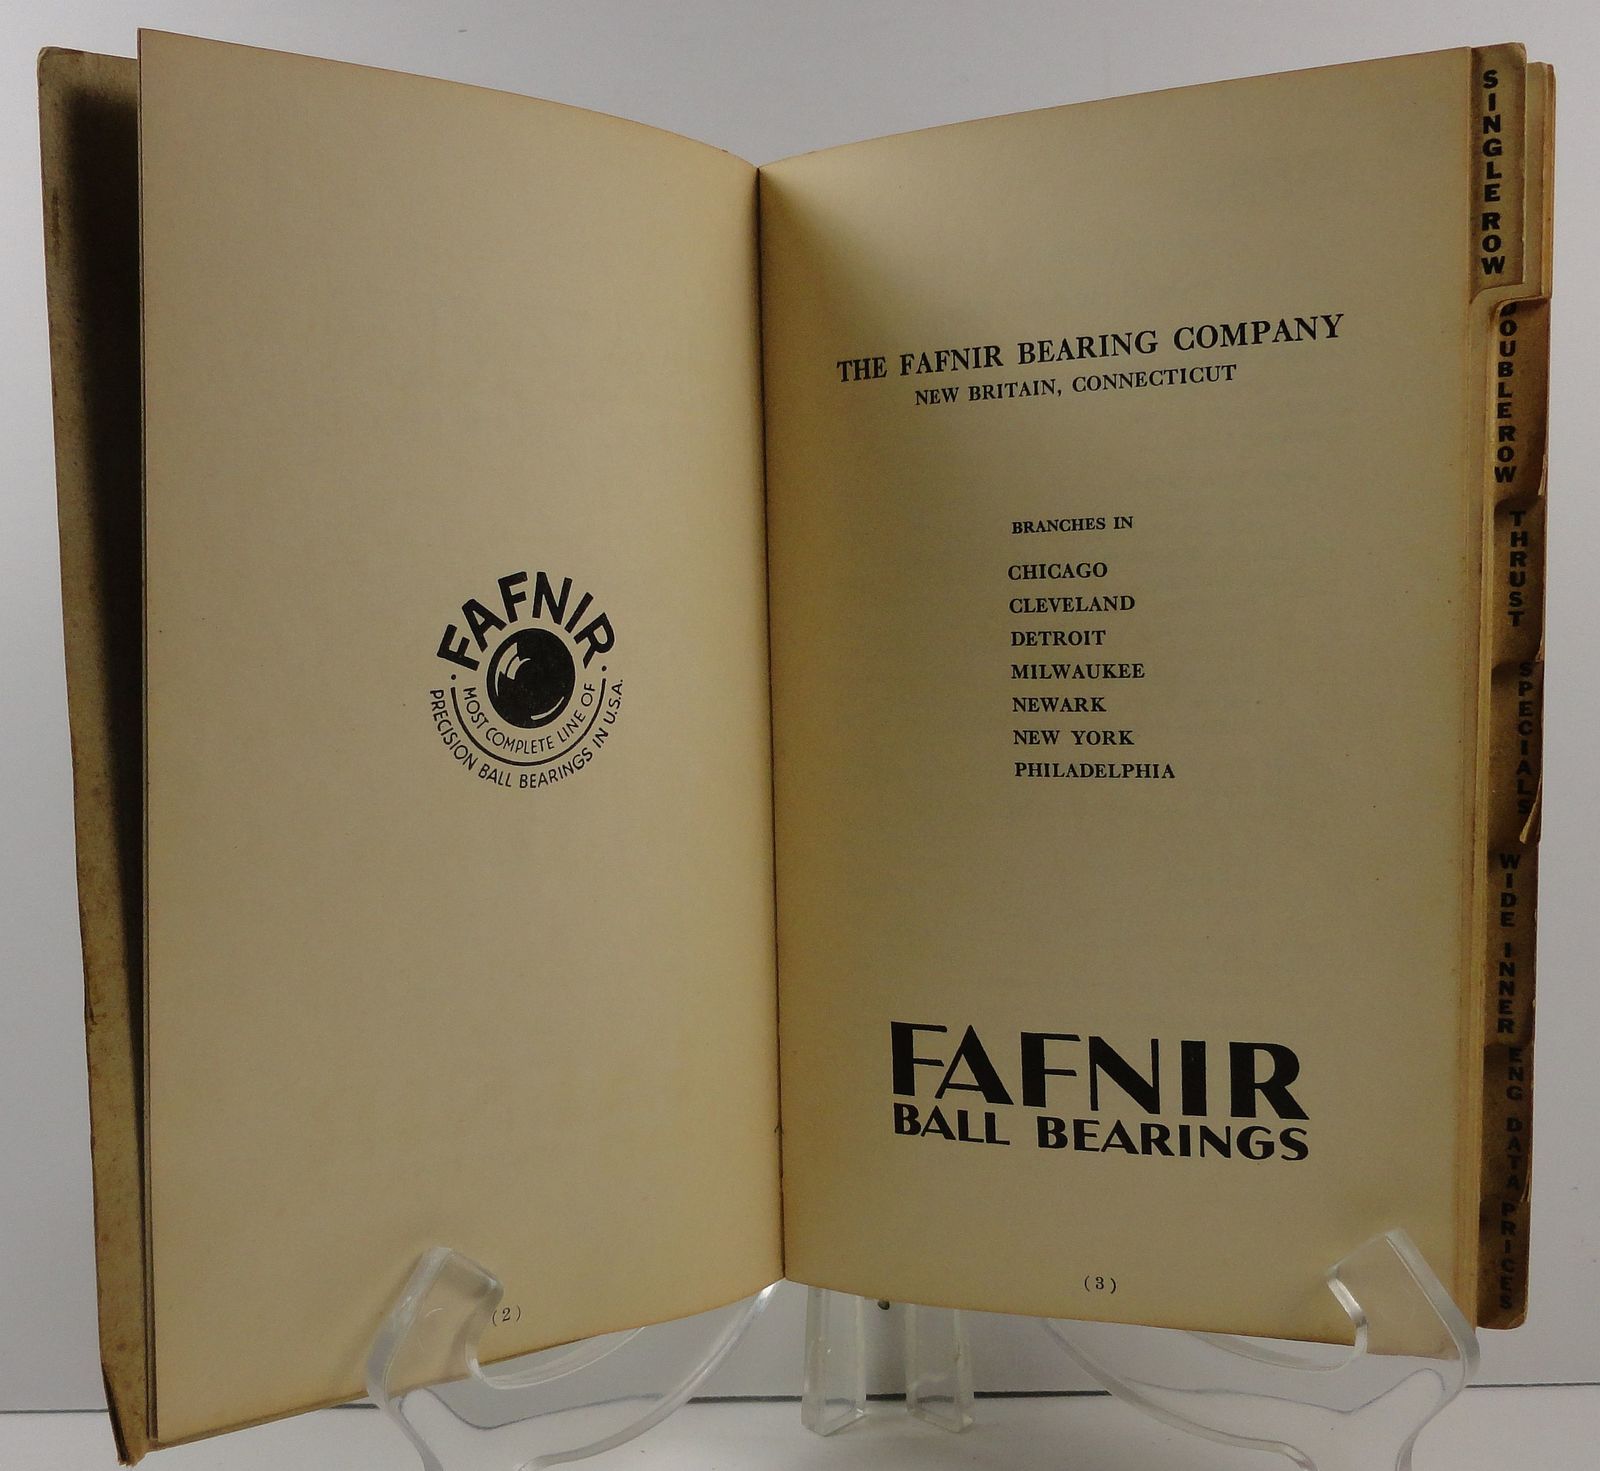 FAFNIR
MOST COMPLETE LINE OF
PRECISION BALL BEARINGS IN U.S.A.
(2)
THE FAFNIR BEARING COMPANY
NEW BRITAIN, CONNECTICUT
BRANCHES IN
CHICAGO
CLEVELAND
DETROIT
MILWAUKEE
NEWARK
NEW YORK
PHILADELPHIA
FAFNIR
BALL BEARINGS
(3)
SINGLE ROW
DOUBLE ROW
THRUST
SPECIALS
WIDE INNER
ENG DATA
PRICES